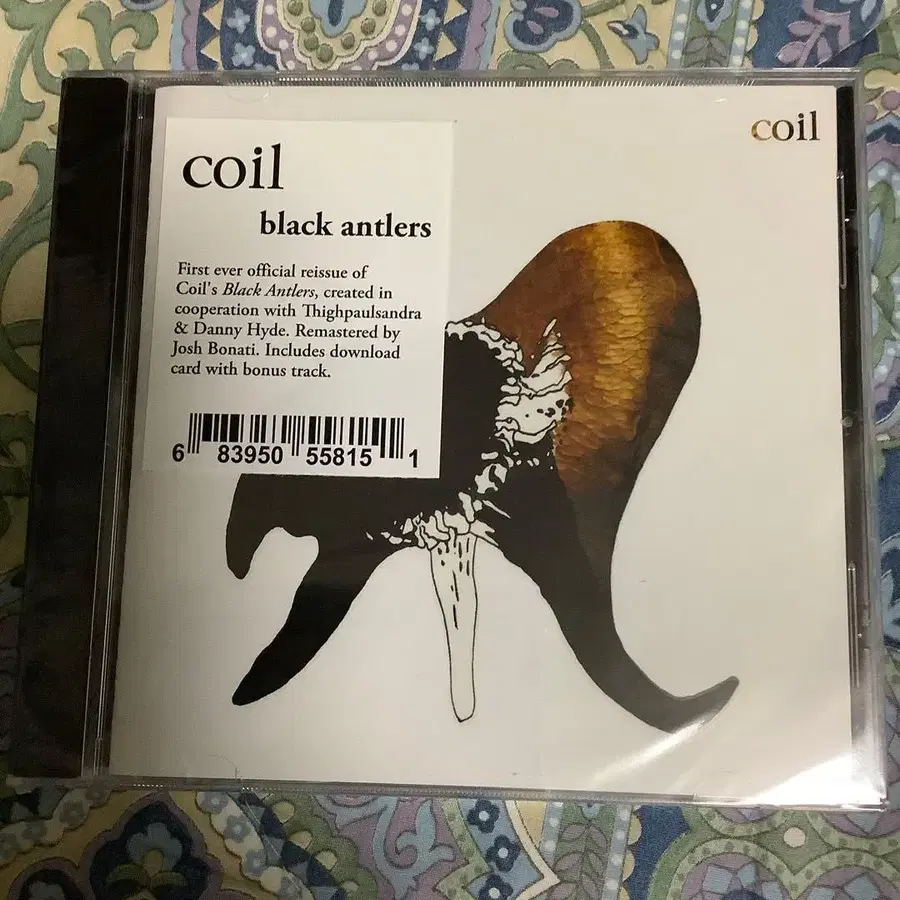 coil
coil
black antlers
First ever official reissue of
Coil's Black Antlers, created in
cooperation with Thighpaulsandra
& Danny Hyde. Remastered by
Josh Bonati. Includes download
card with bonus track.
6 83950 55815 1